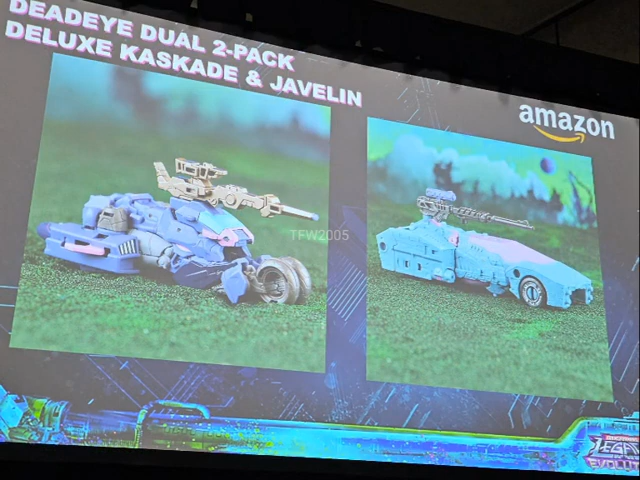 DEADEYE DUAL 2-PACK
DELUXE KASKADE & JAVELIN
amazon
TFW2005
LEGACY
EVOLUTION